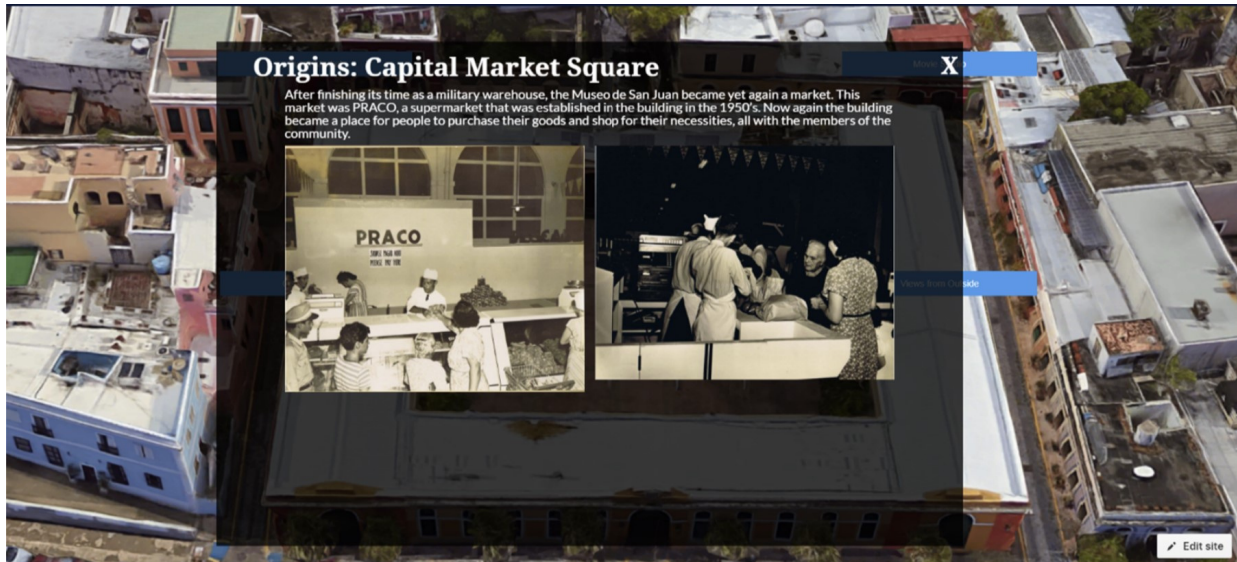 Origins: Capital Market Square
X
After finishing its time as a military warehouse, the Museo de San Juan became yet again a market. This
market was PRACO, a supermarket that was established in the building in the 1950's. Now again the building
became a place for people to purchase their goods and shop for their necessities, all with the members of the
community.
PRACO
Views from Outside
Edit site